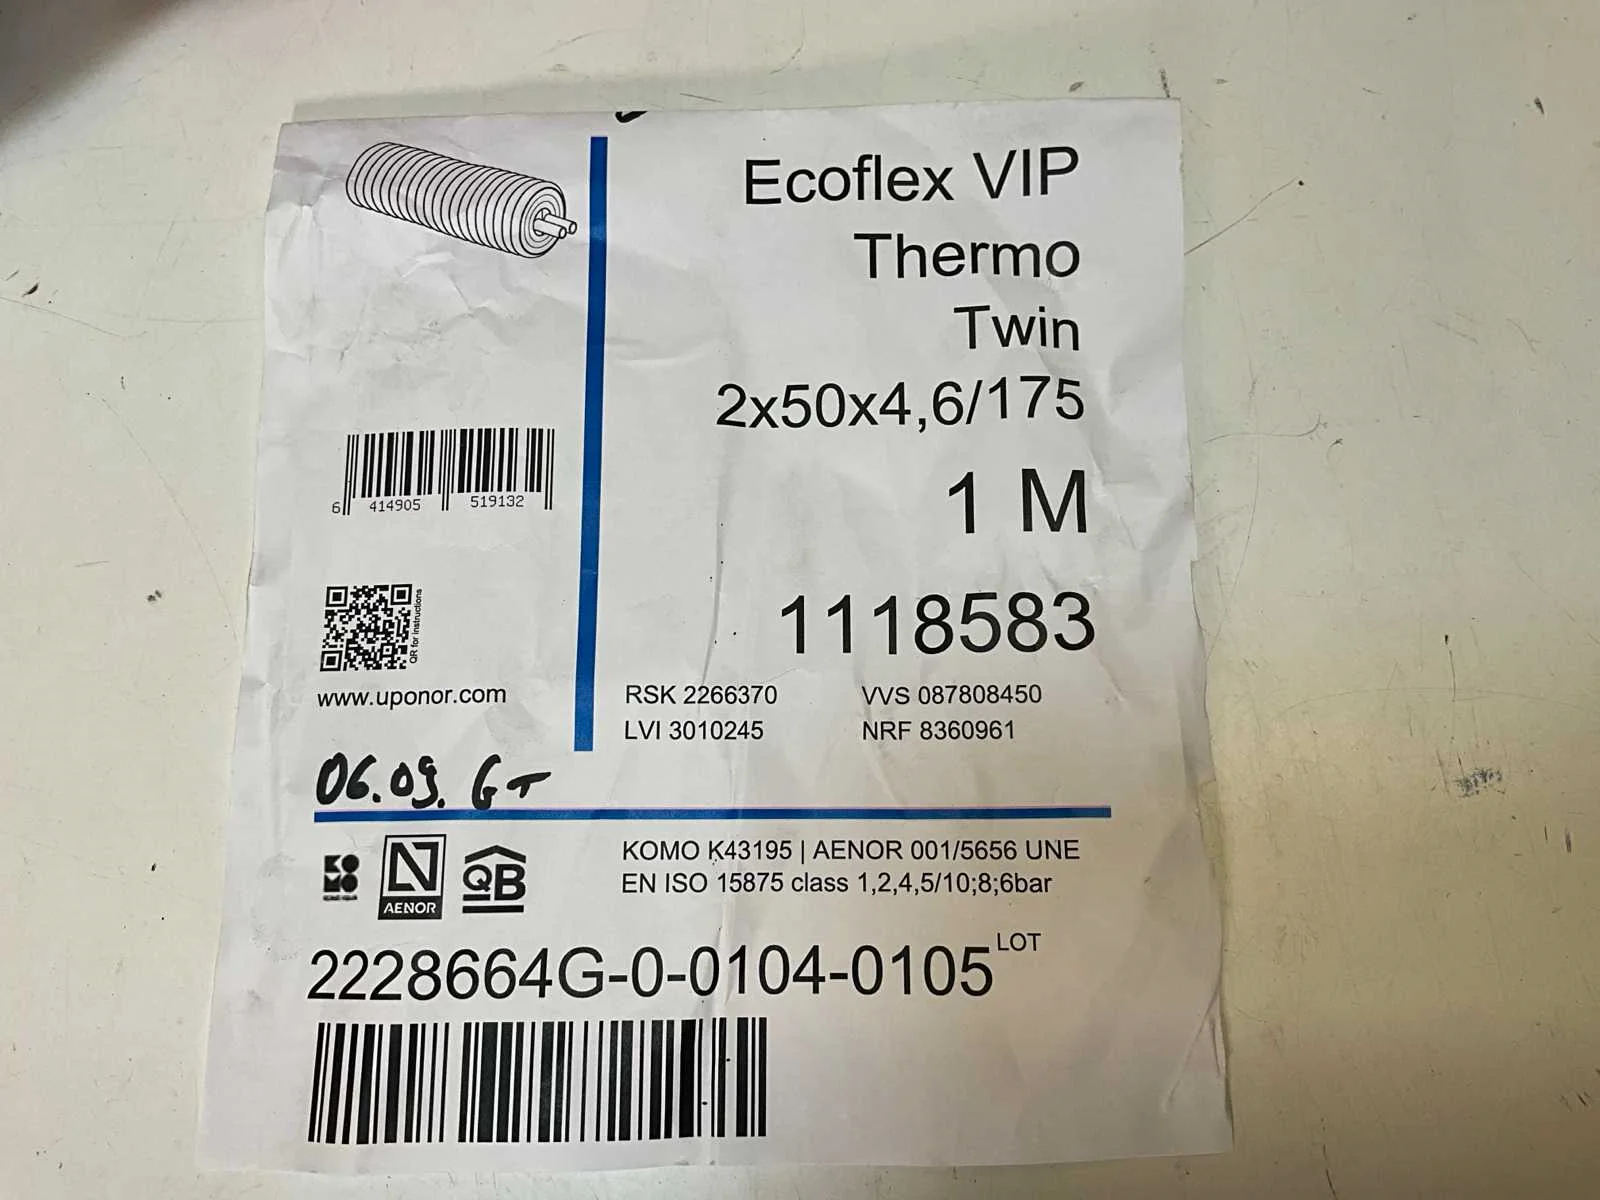 Ecoflex VIP
Thermo
Twin
2x50x4,6/175
1 M
1118583
6 414905 519132
QR for instructions
www.uponor.com
RSK 2266370 VVS 087808450
LVI 3010245 NRF 8360961
06.09. GT
KOMO
AENOR
QB
KOMO K43195 | AENOR 001/5656 UNE
EN ISO 15875 class 1,2,4,5/10;8;6bar
2228664G-0-0104-0105 LOT